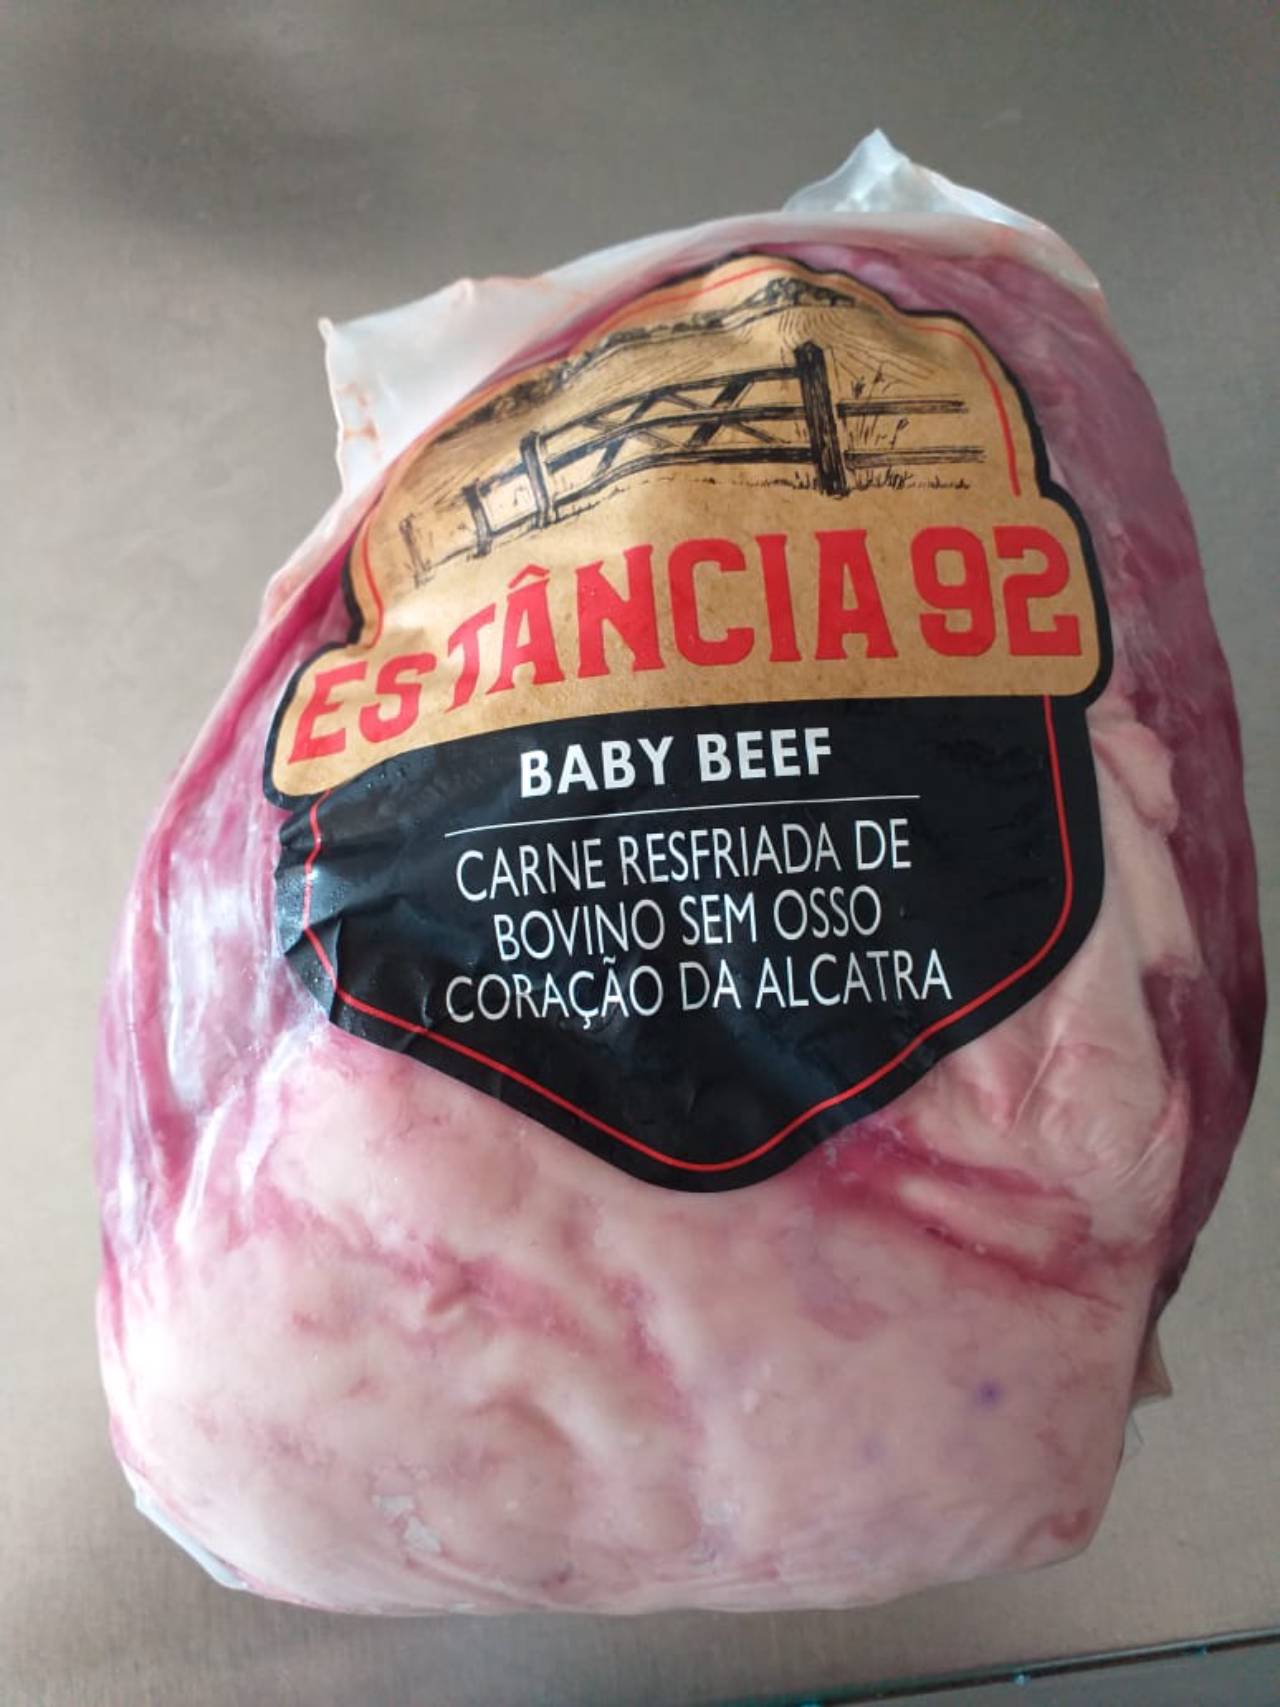 ESTÂNCIA 92
BABY BEEF
CARNE RESFRIADA DE
BOVINO SEM OSSO
CORAÇÃO DA ALCATRA